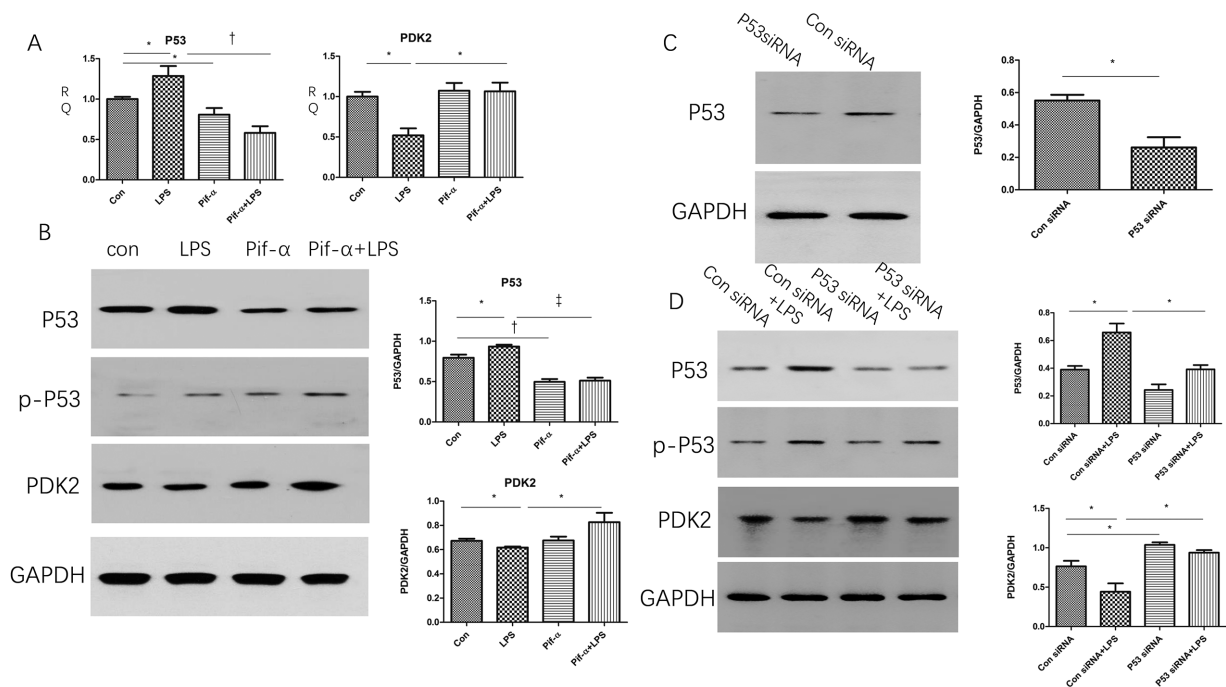 A
P53
*
*
†
R
Q
1.5
1.0
0.5
0.0
Con
LPS
Pif-α
Pif-α+LPS
PDK2
*
*
R
Q
1.5
1.0
0.5
0.0
Con
LPS
Pif-α
Pif-α+LPS
B
con LPS Pif-α Pif-α+LPS
P53
p-P53
PDK2
GAPDH
P53
*
‡
†
P53/GAPDH
1.5
1.0
0.5
0.0
Con
LPS
Pif-α
Pif-α+LPS
PDK2
*
*
PDK2/GAPDH
1.0
0.8
0.6
0.4
0.2
0.0
Con
LPS
Pif-α
Pif-α+LPS
C
P53siRNA
Con siRNA
P53
GAPDH
*
P53/GAPDH
0.8
0.6
0.4
0.2
0.0
Con siRNA
P53 siRNA
D
Con siRNA
Con siRNA
+LPS
P53 siRNA
P53 siRNA
+LPS
P53
p-P53
PDK2
GAPDH
*
*
P53/GAPDH
0.8
0.6
0.4
0.2
0.0
Con siRNA
Con siRNA+LPS
P53 siRNA
P53 siRNA+LPS
*
*
*
PDK2/GAPDH
1.5
1.0
0.5
0.0
Con siRNA
Con siRNA+LPS
P53 siRNA
P53 siRNA+LPS